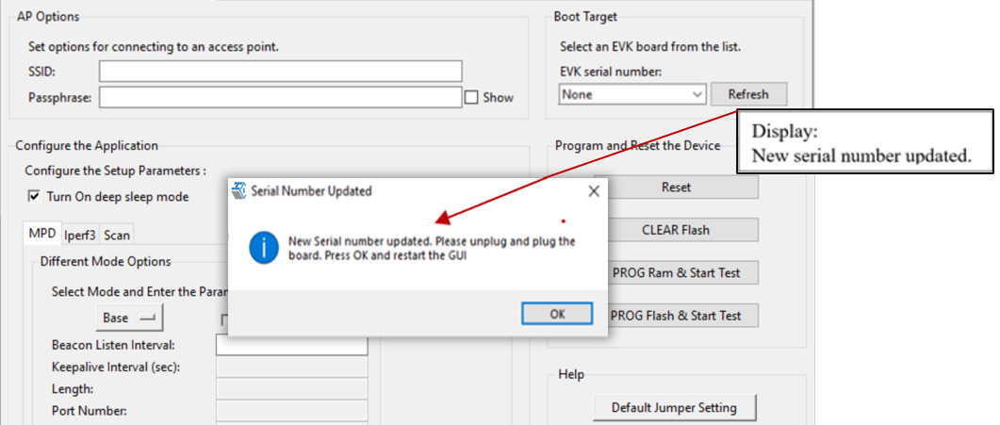 AP Options
Set options for connecting to an access point.
SSID:
Passphrase:
Show
Boot Target
Select an EVK board from the list.
EVK serial number:
None
Refresh
Display:
New serial number updated.
Configure the Application
Configure the Setup Parameters :
Turn On deep sleep mode
MPD Iperf3 Scan
Different Mode Options
Select Mode and Enter the Parar
Base
Beacon Listen Interval:
Keepalive Interval (sec):
Length:
Port Number:
Serial Number Updated
New Serial number updated. Please unplug and plug the
board. Press OK and restart the GUI
OK
Program and Reset the Device
Reset
CLEAR Flash
PROG Ram & Start Test
PROG Flash & Start Test
Help
Default Jumper Setting